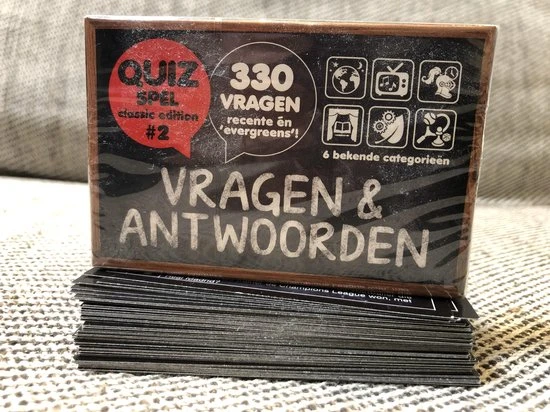 QUIZ
SPEL
classic edition
#2
330
VRAGEN
recente én
'evergreens'!
6 bekende categorieën
VRAGEN &
ANTWOORDEN
Champions League won, met